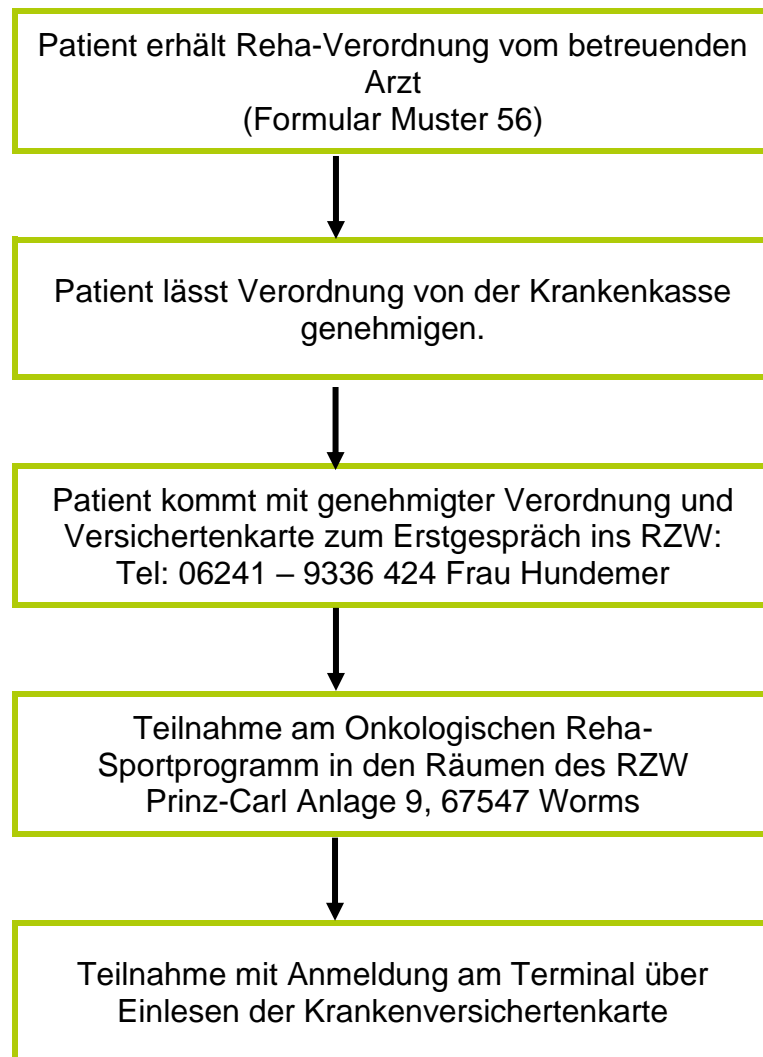 Patient erhält Reha-Verordnung vom betreuenden
Arzt
(Formular Muster 56)
Patient lässt Verordnung von der Krankenkasse
genehmigen.
Patient kommt mit genehmigter Verordnung und
Versichertenkarte zum Erstgespräch ins RZW:
Tel: 06241 – 9336 424 Frau Hundemer
Teilnahme am Onkologischen Reha-
Sportprogramm in den Räumen des RZW
Prinz-Carl Anlage 9, 67547 Worms
Teilnahme mit Anmeldung am Terminal über
Einlesen der Krankenversichertenkarte